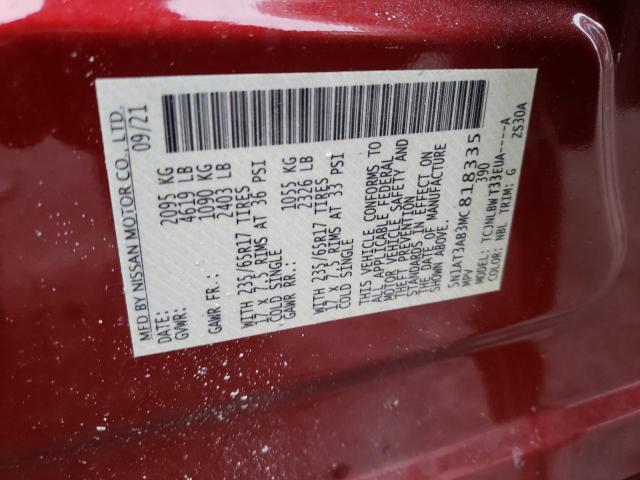 MFD BY NISSAN MOTOR CO., LTD.
DATE: 09/21
GVWR: 2095 KG
4619 LB
GAWR FR.: 1090 KG
2403 LB
WITH 235/65R17 TIRES
17 X 7.5 RIMS AT 36 PSI
COLD SINGLE
GAWR RR.: 1055 KG
2326 LB
WITH 235/65R17 TIRES
17 X 7.5 RIMS AT 33 PSI
COLD SINGLE
THIS VEHICLE CONFORMS TO
ALL APPLICABLE FEDERAL
MOTOR VEHICLE SAFETY AND
THEFT PREVENTION
STANDARDS IN EFFECT ON
THE DATE OF MANUFACTURE
SHOWN ABOVE.
5N1AT3AB3MC818335
MPV 390
MODEL: TCJNLBW T33EUA-----A
COLOR: NBL TRIM: G ZS30A